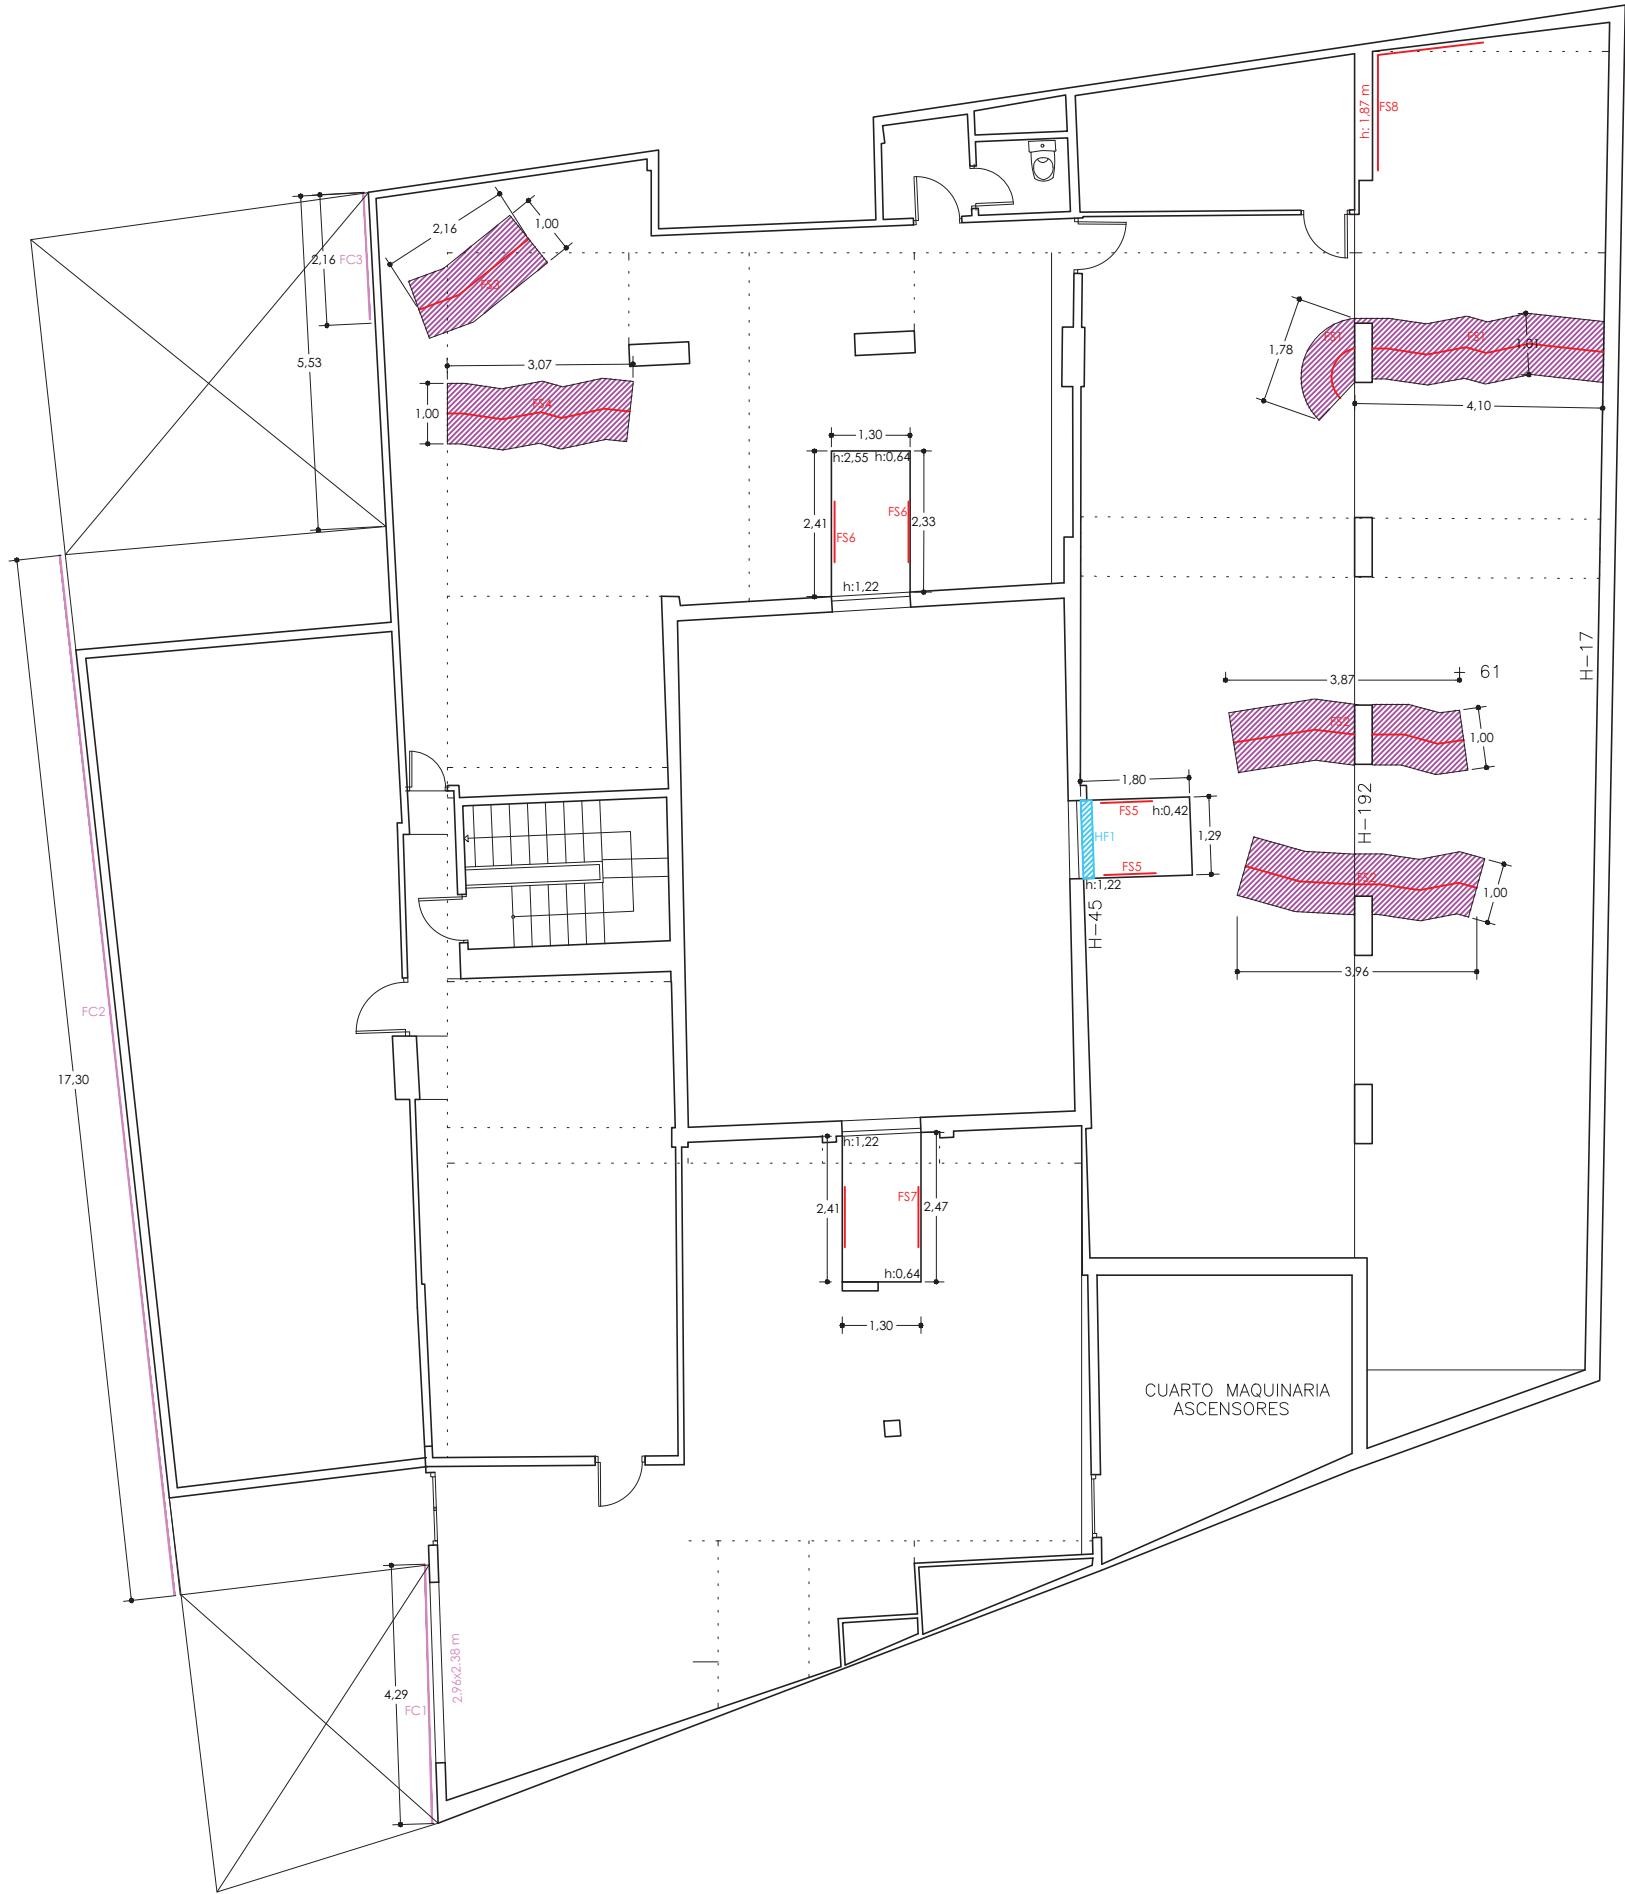 h: 1,87 m
FS8
2,16
1,00
2,16
FC3
FS3
5,53
3,07
1,00
FS4
FS1
FS1
1,01
1,78
4,10
1,30
h:2,55
h:0,64
2,41
FS6
FS6
2,33
h:1,22
H-17
61
3,87
FS2
1,00
H-192
1,80
FS5
h:0,42
HF1
1,29
FS5
h:1,22
H-45
FS2
1,00
3,96
FC2
17,30
h:1,22
2,41
FS7
2,47
h:0,64
1,30
CUARTO MAQUINARIA
ASCENSORES
2,96x2.38 m
4,29
FC1